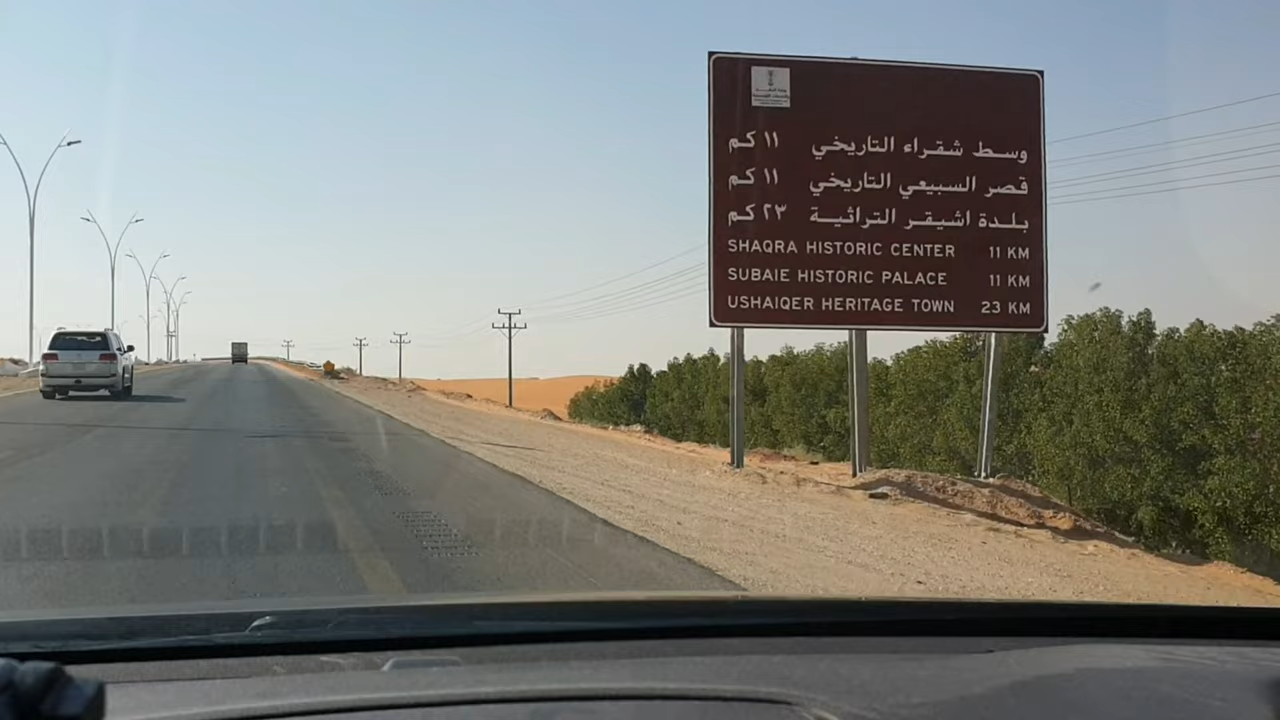 وسط شقراء التاريخي ١١ كم
قصر السبيعي التاريخي ١١ كم
بلدة اشيقر التراثية ٢٣ كم
SHAQRA HISTORIC CENTER 11 KM
SUBAIE HISTORIC PALACE 11 KM
USHAIQER HERITAGE TOWN 23 KM